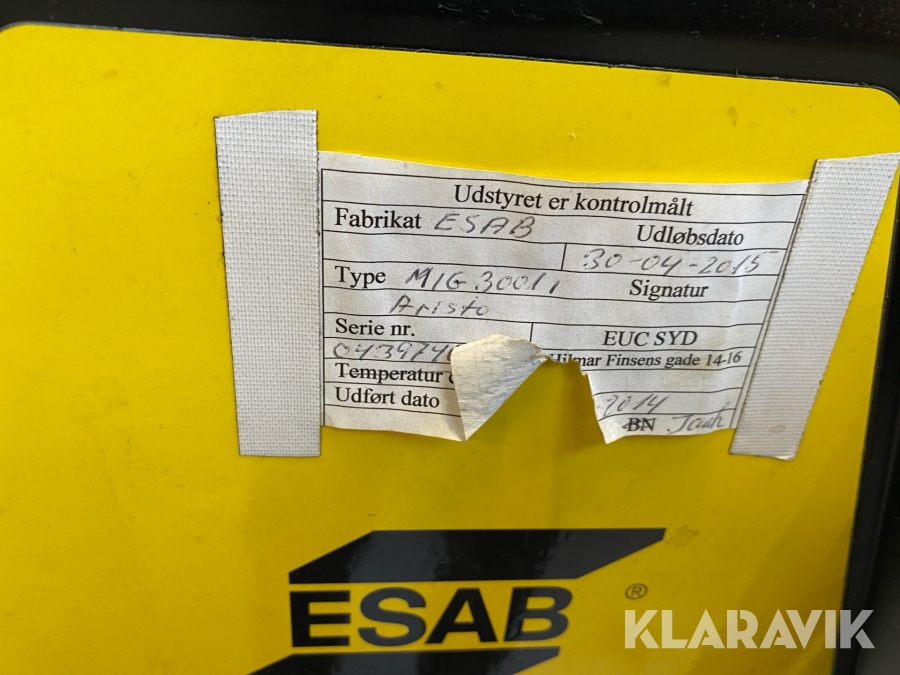 Udstyret er kontrolmålt
Fabrikat ESAB Udløbsdato
30-04-2015
Type MIG 3001i Signatur
Aristo
Serie nr. EUC SYD
Hilmar Finsens gade 14-16
Temperatur
Udført dato 2014
BN
ESAB ®
KLARAVIK